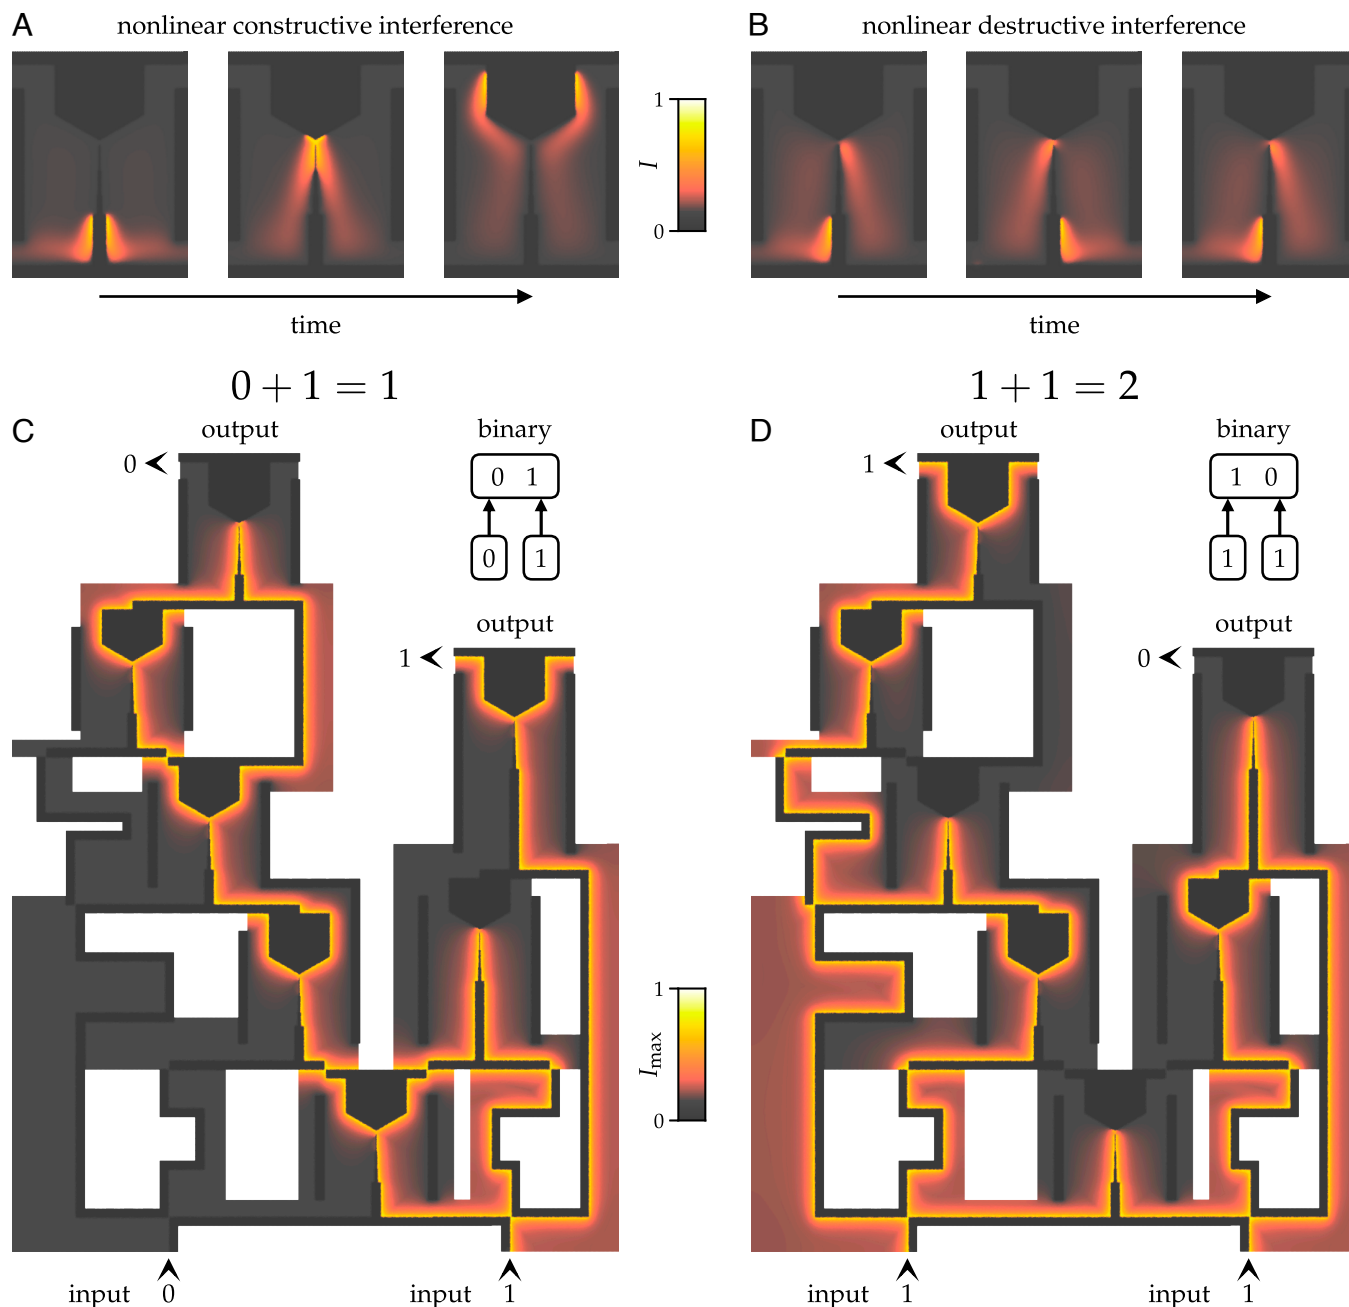 A
nonlinear constructive interference
1
I
0
time
B
nonlinear destructive interference
time
0 + 1 = 1
C
output
0
binary
0 1
0 1
output
1
1
I max
0
input 0
input 1
1 + 1 = 2
D
output
1
binary
1 0
1 1
output
0
input 1
input 1